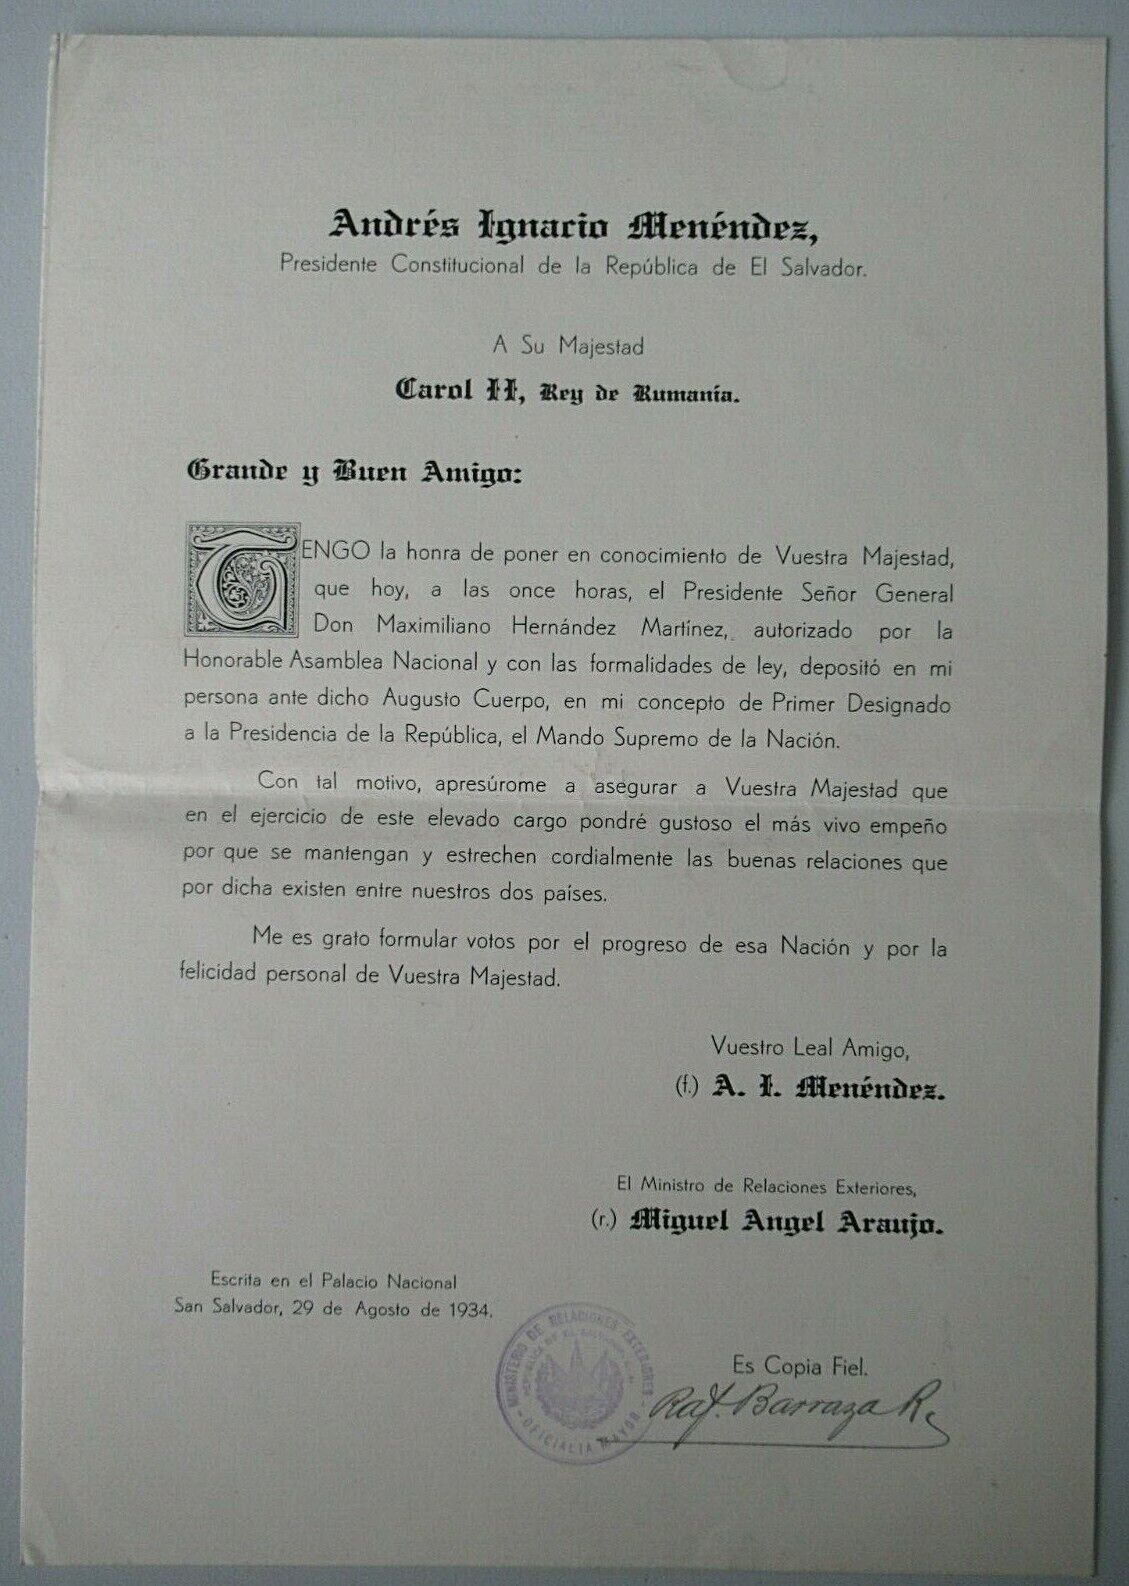 Andrés Ignacio Menéndez,
Presidente Constitucional de la República de El Salvador.
A Su Majestad
Carol II, Rey de Rumanía.
Grande y Buen Amigo:
TENGO la honra de poner en conocimiento de Vuestra Majestad,
que hoy, a las once horas, el Presidente Señor General
Don Maximiliano Hernández Martínez, autorizado por la
Honorable Asamblea Nacional y con las formalidades de ley, depositó en mi
persona ante dicho Augusto Cuerpo, en mi concepto de Primer Designado
a la Presidencia de la República, el Mando Supremo de la Nación.
Con tal motivo, apresúrome a asegurar a Vuestra Majestad que
en el ejercicio de este elevado cargo pondré gustoso el más vivo empeño
por que se mantengan y estrechen cordialmente las buenas relaciones que
por dicha existen entre nuestros dos países.
Me es grato formular votos por el progreso de esa Nación y por la
felicidad personal de Vuestra Majestad.
Vuestro Leal Amigo,
(f.) A. I. Menéndez.
El Ministro de Relaciones Exteriores,
(r.) Miguel Angel Araujo.
Escrita en el Palacio Nacional
San Salvador, 29 de Agosto de 1934.
MINISTERIO DE RELACIONES EXTERIORES
REPUBLICA DE EL SALVADOR
- OFICIALIA MAYOR -
Es Copia Fiel.
Raf. Barraza R.